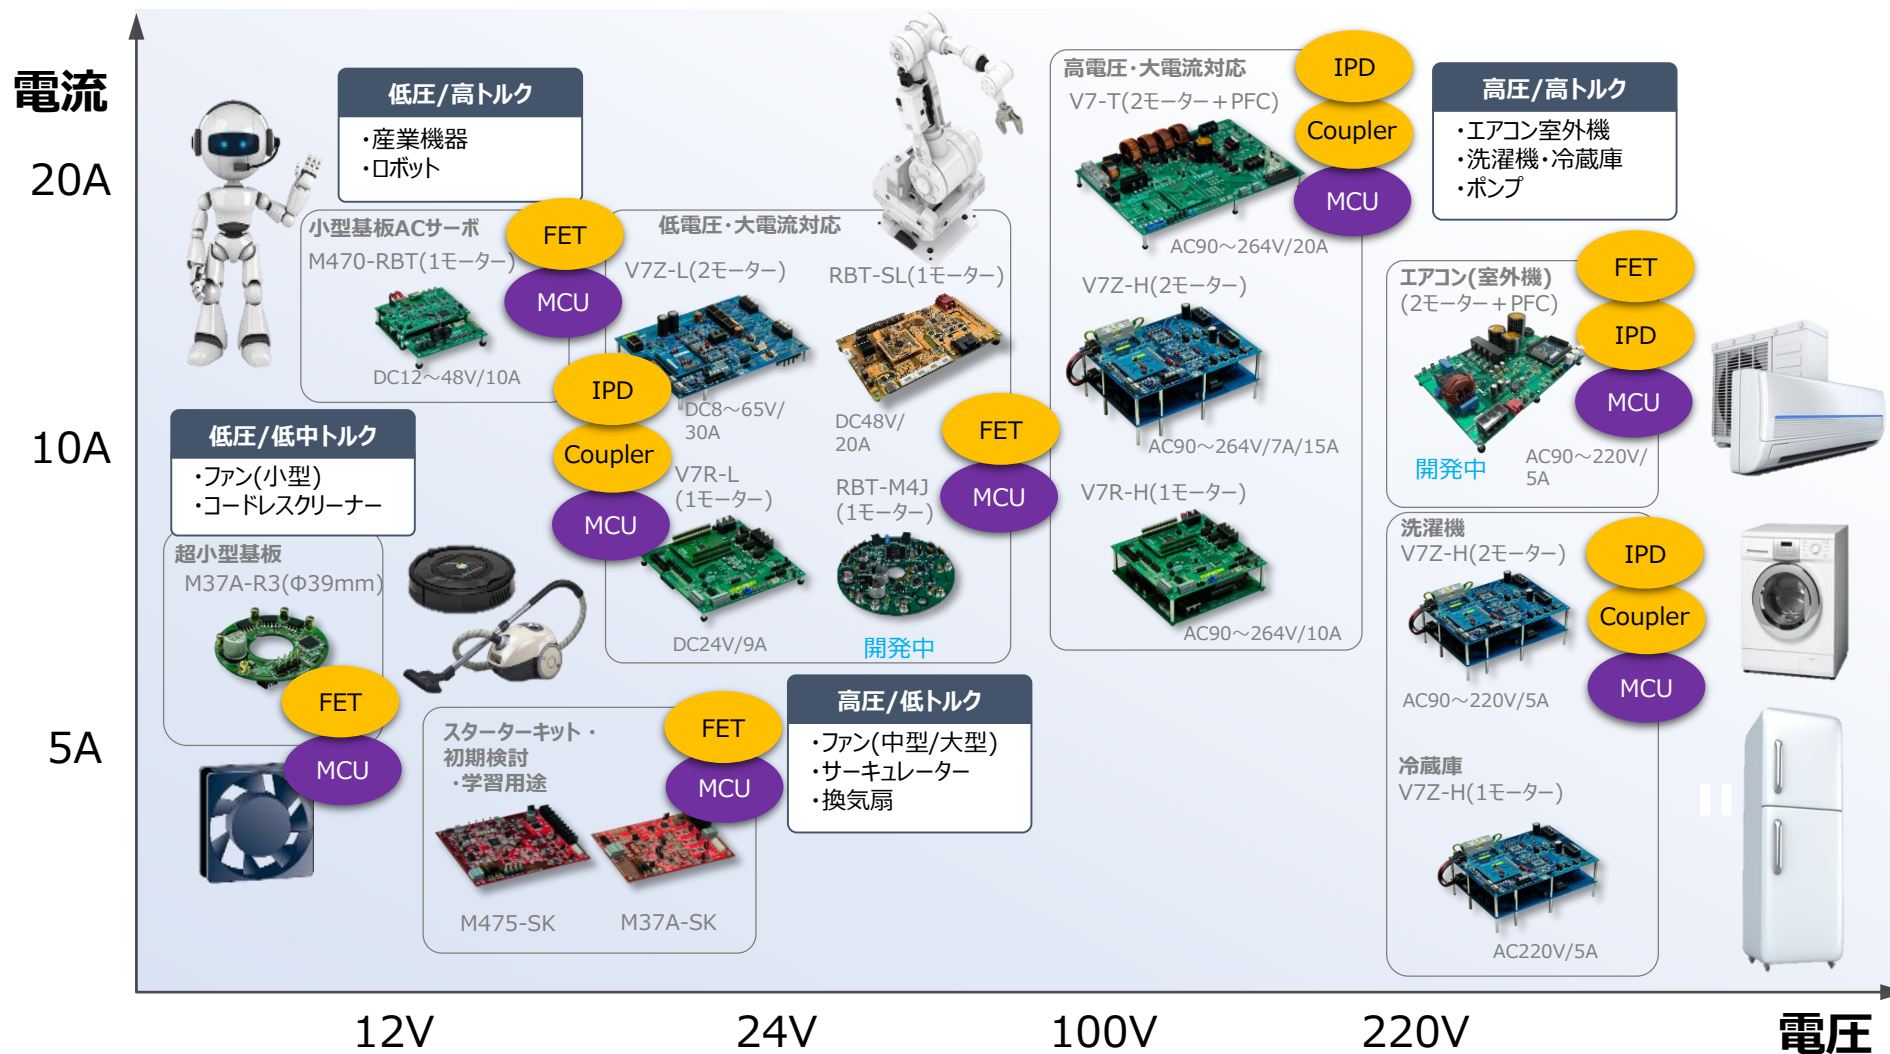 電流
20A
10A
5A
低圧/高トルク
・産業機器
・ロボット
小型基板ACサーボ
M470-RBT(1モーター)
DC12～48V/10A
FET
MCU
低電圧・大電流対応
V7Z-L(2モーター)
DC8～65V/
30A
RBT-SL(1モーター)
DC48V/
20A
IPD
Coupler
MCU
V7R-L
(1モーター)
DC24V/9A
RBT-M4J
(1モーター)
開発中
FET
MCU
高電圧・大電流対応
V7-T(2モーター＋PFC)
AC90～264V/20A
IPD
Coupler
MCU
V7Z-H(2モーター)
AC90～264V/7A/15A
V7R-H(1モーター)
AC90～264V/10A
高圧/高トルク
・エアコン室外機
・洗濯機・冷蔵庫
・ポンプ
エアコン(室外機)
(2モーター＋PFC)
開発中
AC90～220V/
5A
FET
IPD
MCU
洗濯機
V7Z-H(2モーター)
AC90～220V/5A
IPD
Coupler
MCU
冷蔵庫
V7Z-H(1モーター)
AC220V/5A
低圧/低中トルク
・ファン(小型)
・コードレスクリーナー
超小型基板
M37A-R3(Φ39mm)
FET
MCU
スターターキット・
初期検討
・学習用途
M475-SK
M37A-SK
FET
MCU
高圧/低トルク
・ファン(中型/大型)
・サーキュレーター
・換気扇
12V
24V
100V
220V
電圧